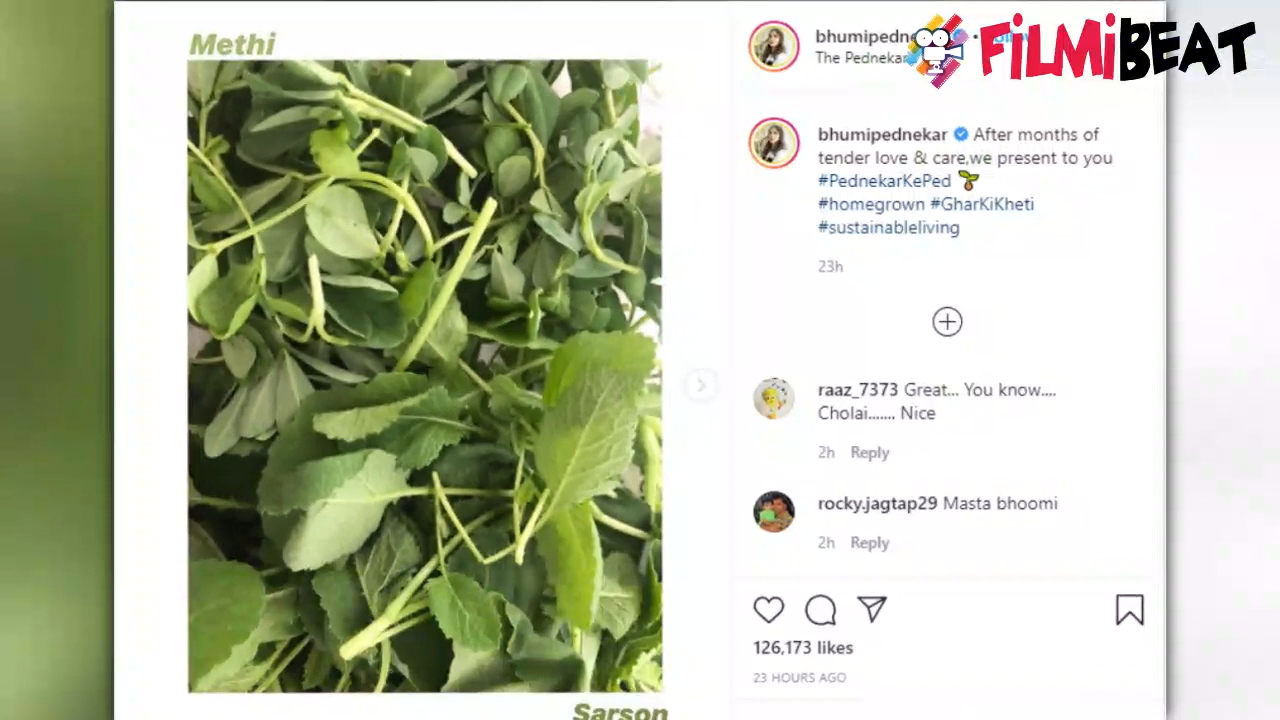 Methi
Sarson
FILMiBEAT
bhumipedne
The Pednekar
bhumipednekar After months of
tender love & care,we present to you
#PednekarKePed
#homegrown #GharKiKheti
#sustainableliving
23h
raaz_7373 Great... You know....
Cholai....... Nice
2h Reply
rocky.jagtap29 Masta bhoomi
2h Reply
126,173 likes
23 HOURS AGO